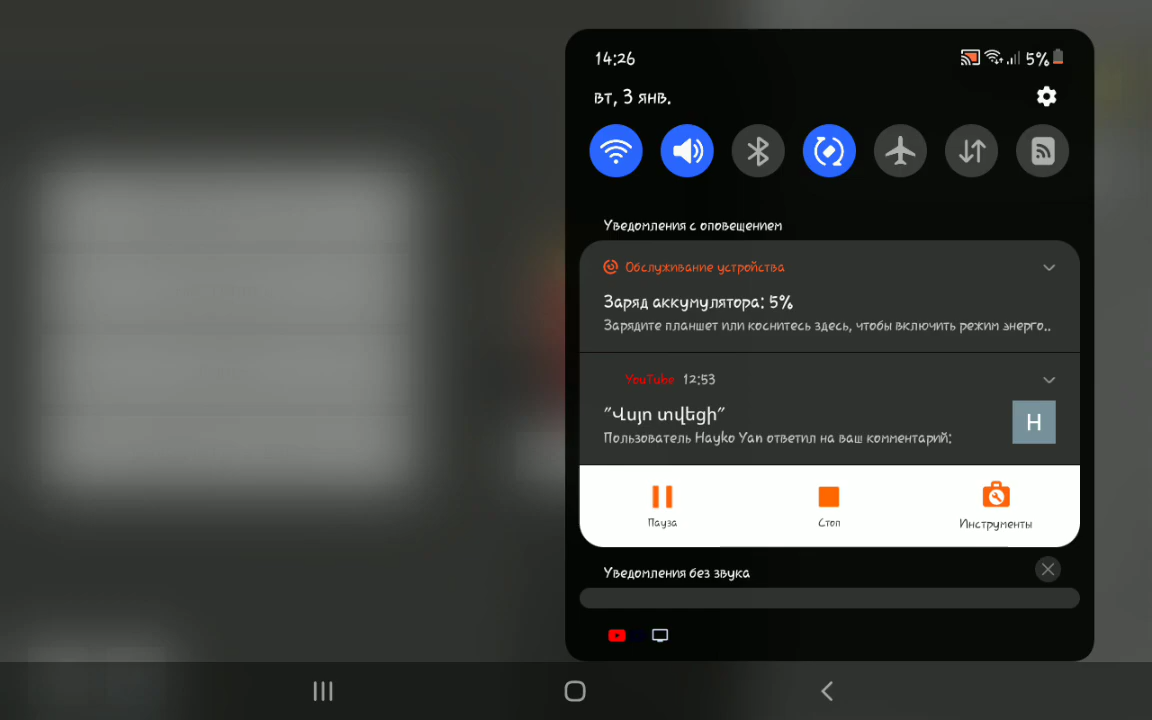 14:26
5%
вт, 3 янв.
Уведомления с оповещением
Обслуживание устройства
Заряд аккумулятора: 5%
Зарядите планшет или коснитесь здесь, чтобы включить режим энерго..
YouTube 12:53
"Վայո տվեցի"
H
Пользователь Hayko Yan ответил на ваш комментарий:
Пауза
Стоп
Инструменты
Уведомления без звука